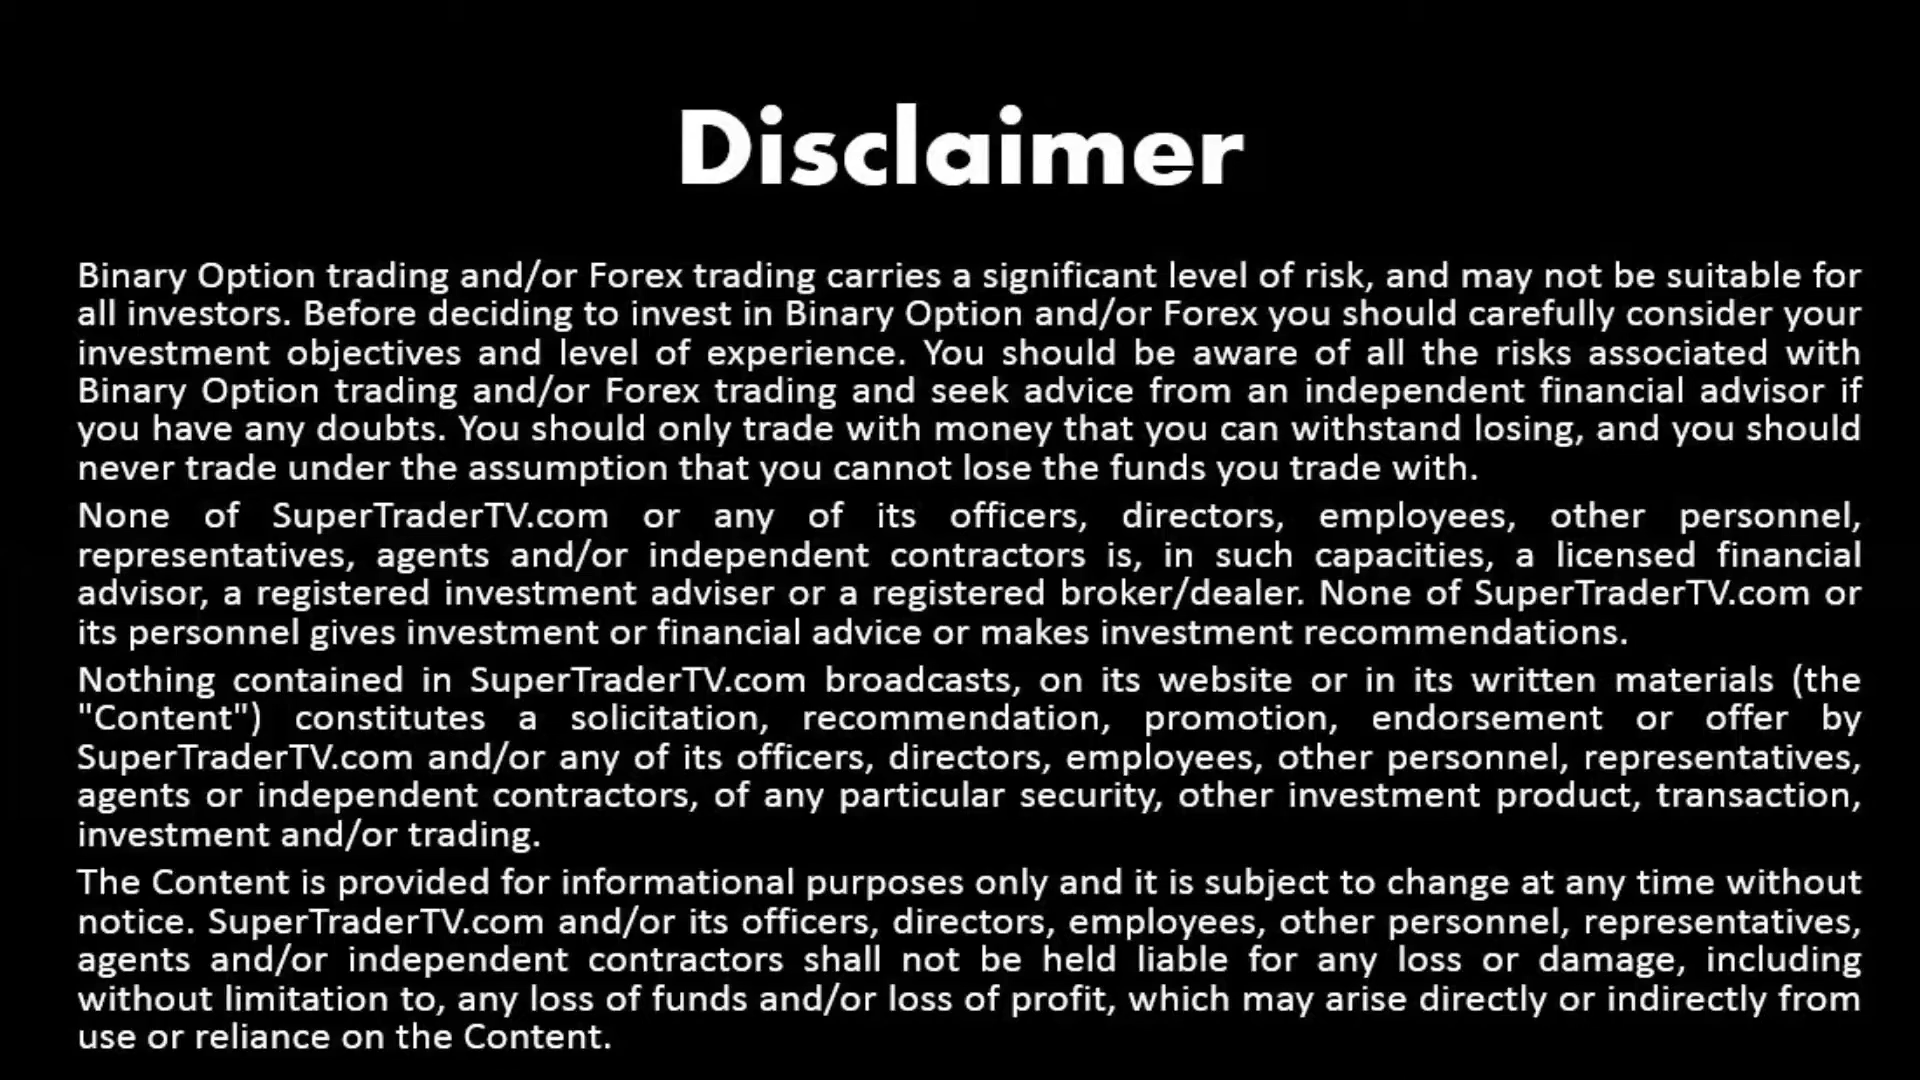 Disclaimer
Binary Option trading and/or Forex trading carries a significant level of risk, and may not be suitable for
all investors. Before deciding to invest in Binary Option and/or Forex you should carefully consider your
investment objectives and level of experience. You should be aware of all the risks associated with
Binary Option trading and/or Forex trading and seek advice from an independent financial advisor if
you have any doubts. You should only trade with money that you can withstand losing, and you should
never trade under the assumption that you cannot lose the funds you trade with.
None of SuperTraderTV.com or any of its officers, directors, employees, other personnel,
representatives, agents and/or independent contractors is, in such capacities, a licensed financial
advisor, a registered investment adviser or a registered broker/dealer. None of SuperTraderTV.com or
its personnel gives investment or financial advice or makes investment recommendations.
Nothing contained in SuperTraderTV.com broadcasts, on its website or in its written materials (the
"Content") constitutes a solicitation, recommendation, promotion, endorsement or offer by
SuperTraderTV.com and/or any of its officers, directors, employees, other personnel, representatives,
agents or independent contractors, of any particular security, other investment product, transaction,
investment and/or trading.
The Content is provided for informational purposes only and it is subject to change at any time without
notice. SuperTraderTV.com and/or its officers, directors, employees, other personnel, representatives,
agents and/or independent contractors shall not be held liable for any loss or damage, including
without limitation to, any loss of funds and/or loss of profit, which may arise directly or indirectly from
use or reliance on the Content.